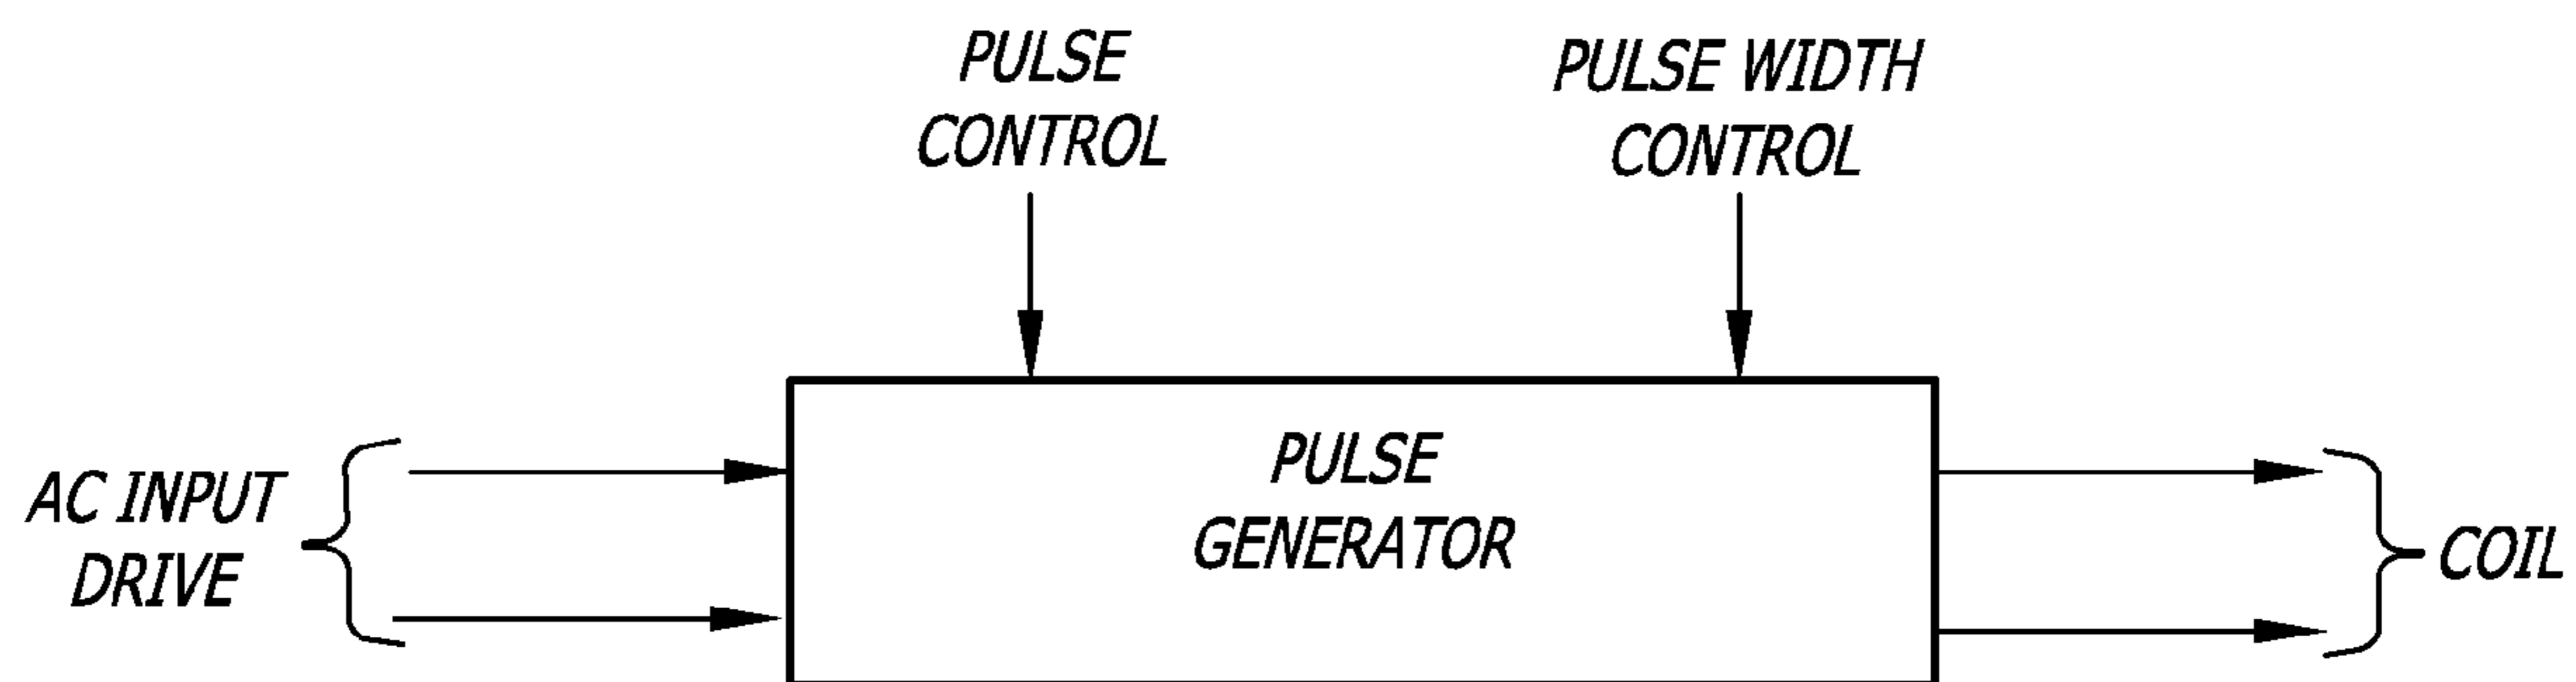 PULSE
CONTROL
PULSE WIDTH
CONTROL
AC INPUT
DRIVE
PULSE
GENERATOR
COIL